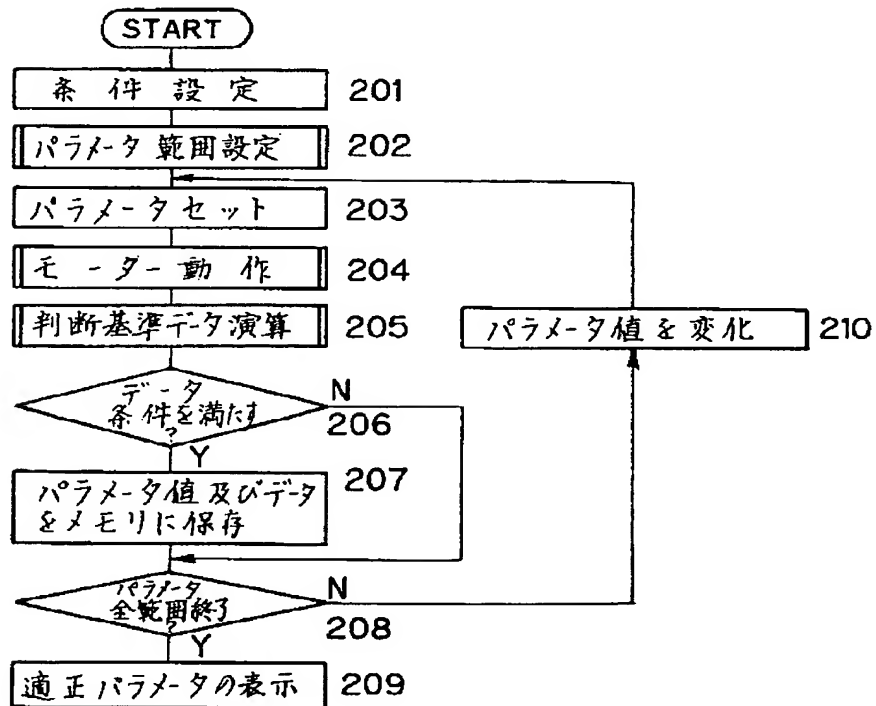 START
条件設定 201
パラメータ範囲設定 202
パラメータセット 203
モーター動作 204
判断基準データ演算 205
パラメータ値を変化 210
データ
条件を満たす
?
N
206
Y
パラメータ値及びデータ
をメモリに保存
207
パラメータ
全範囲終了
?
N
208
Y
適正パラメータの表示 209